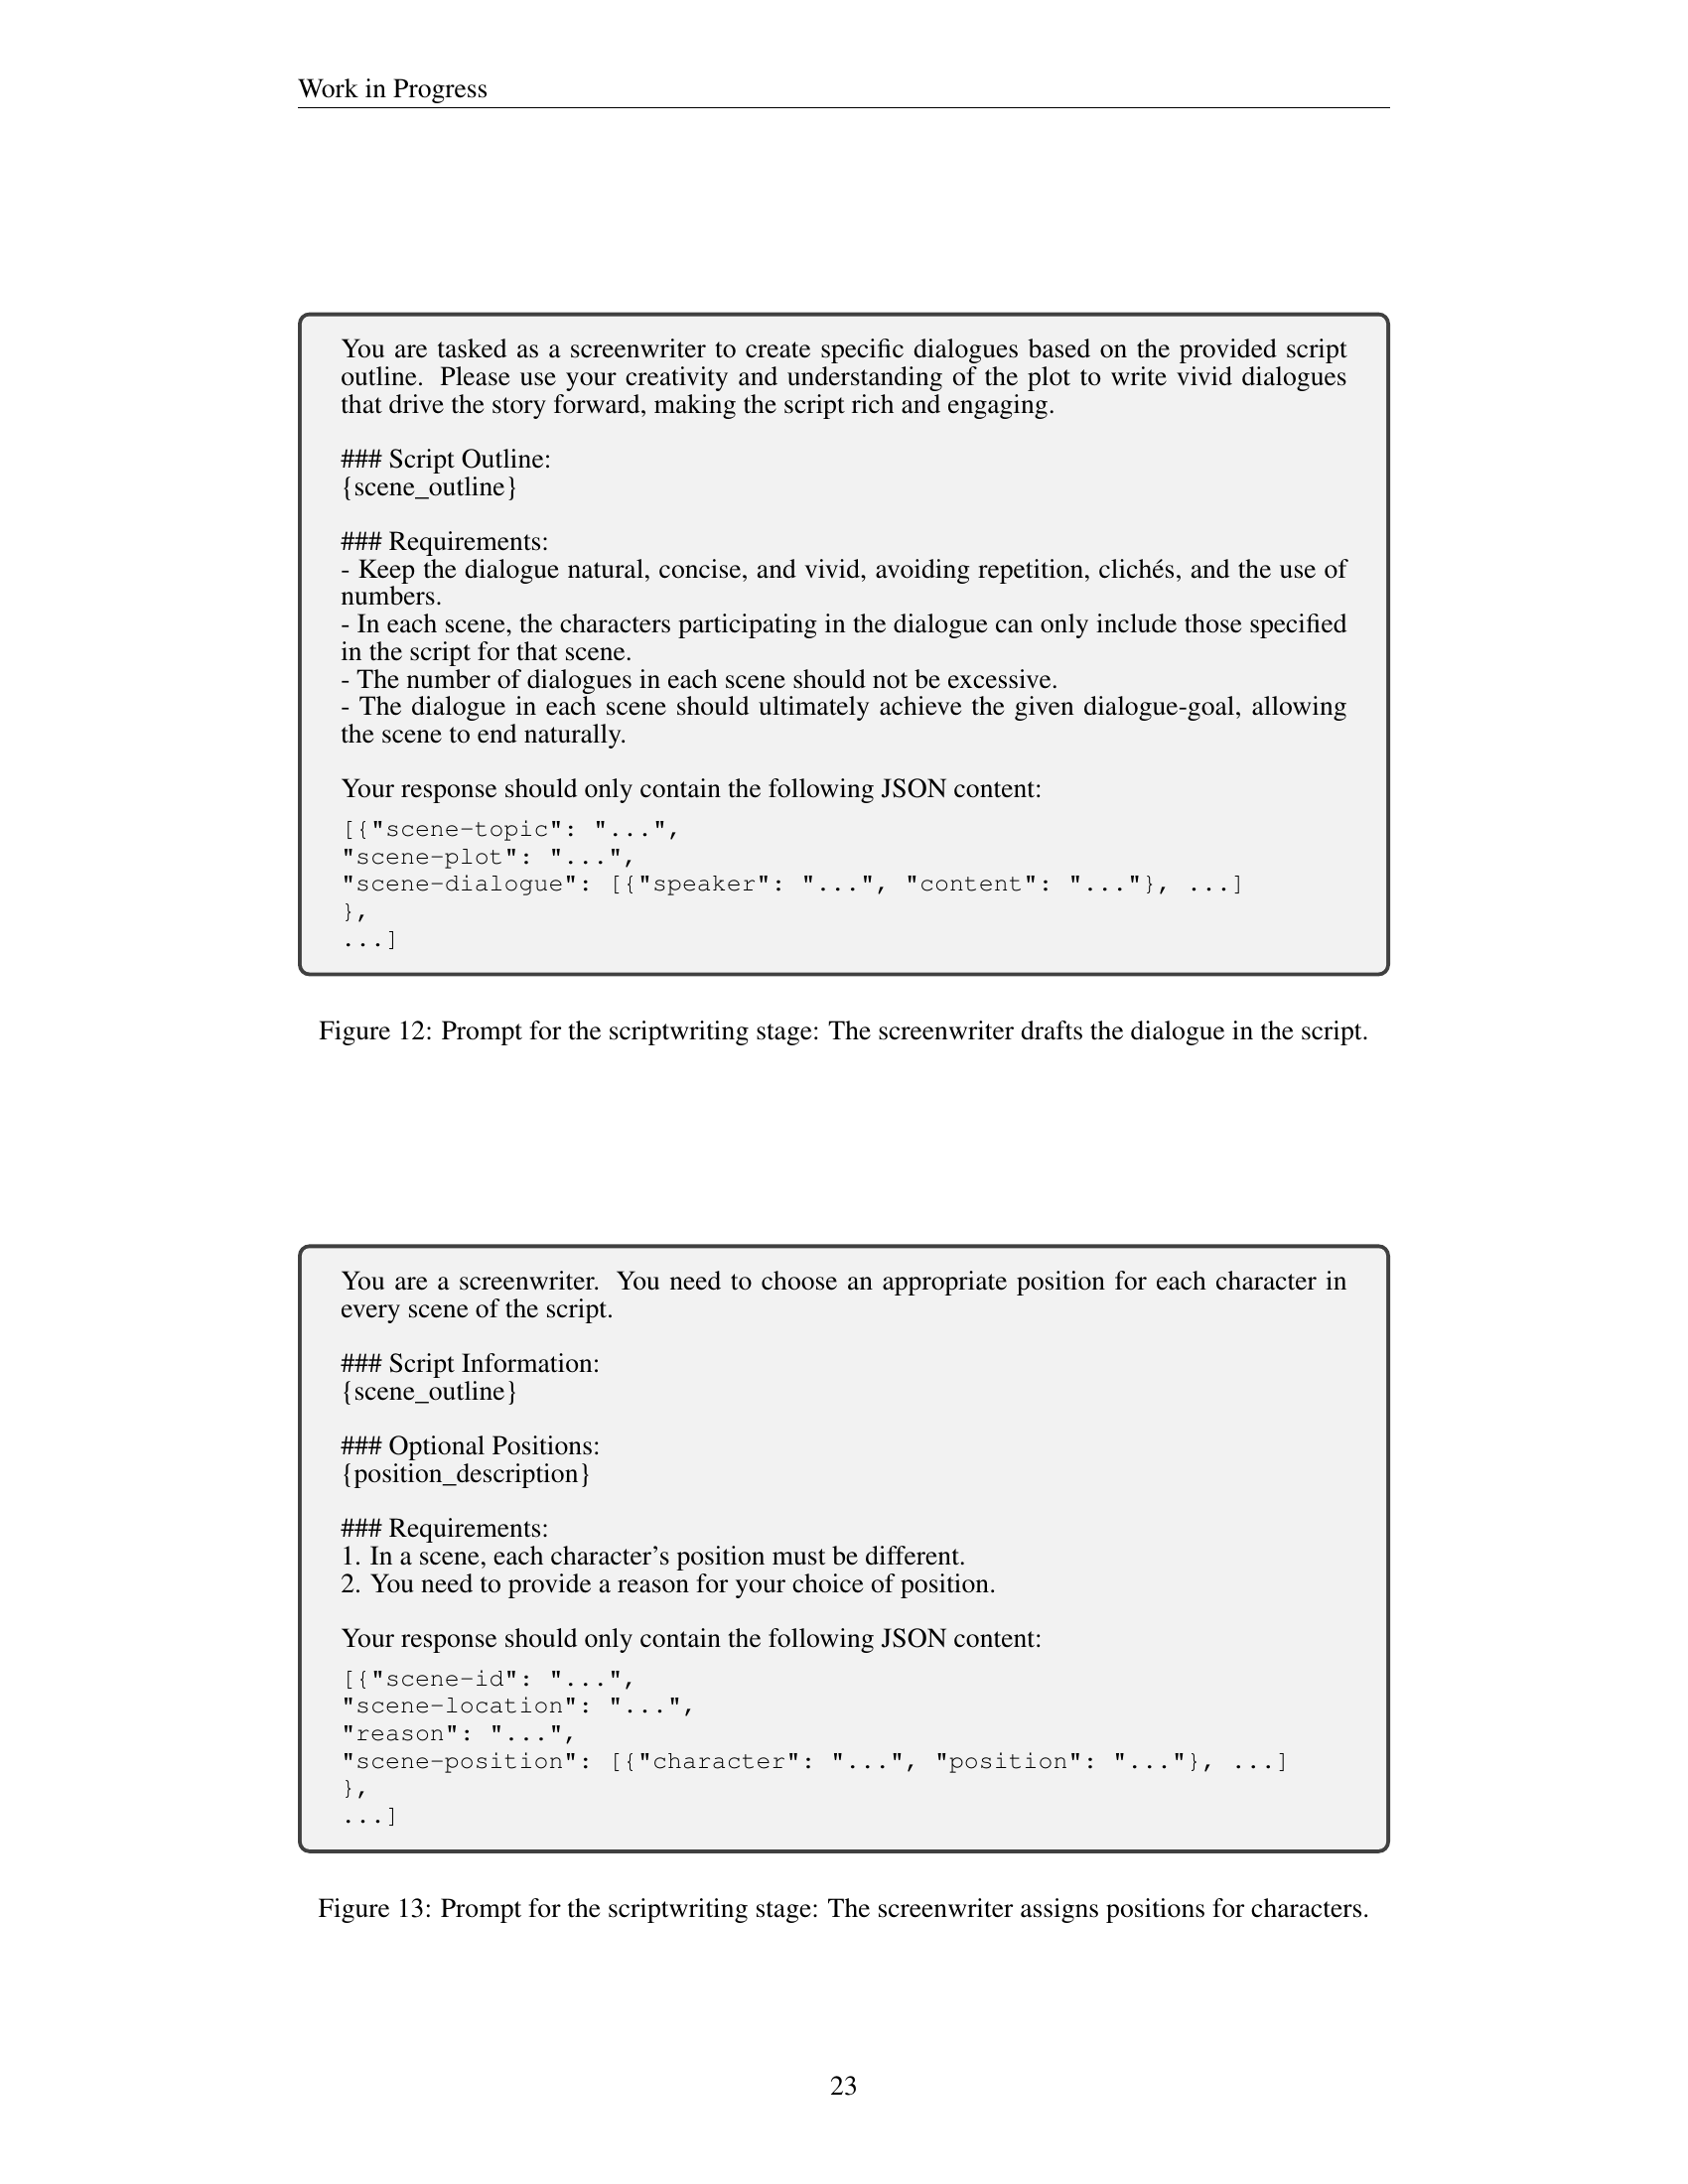 Work in Progress
You are tasked as a screenwriter to create specific dialogues based on the provided script
outline. Please use your creativity and understanding of the plot to write vivid dialogues
that drive the story forward, making the script rich and engaging.
### Script Outline:
{scene_outline}
### Requirements:
- Keep the dialogue natural, concise, and vivid, avoiding repetition, clichés, and the use of
numbers.
- In each scene, the characters participating in the dialogue can only include those specified
in the script for that scene.
- The number of dialogues in each scene should not be excessive.
- The dialogue in each scene should ultimately achieve the given dialogue-goal, allowing
the scene to end naturally.
Your response should only contain the following JSON content:
[{"scene-topic": "...",
"scene-plot": "...",
"scene-dialogue": [{"speaker": "...", "content": "..."}, ...]
},
...]
Figure 12: Prompt for the scriptwriting stage: The screenwriter drafts the dialogue in the script.
You are a screenwriter. You need to choose an appropriate position for each character in
every scene of the script.
### Script Information:
{scene_outline}
### Optional Positions:
{position_description}
### Requirements:
1. In a scene, each character's position must be different.
2. You need to provide a reason for your choice of position.
Your response should only contain the following JSON content:
[{"scene-id": "...",
"scene-location": "...",
"reason": "...",
"scene-position": [{"character": "...", "position": "..."}, ...]
},
...]
Figure 13: Prompt for the scriptwriting stage: The screenwriter assigns positions for characters.
23